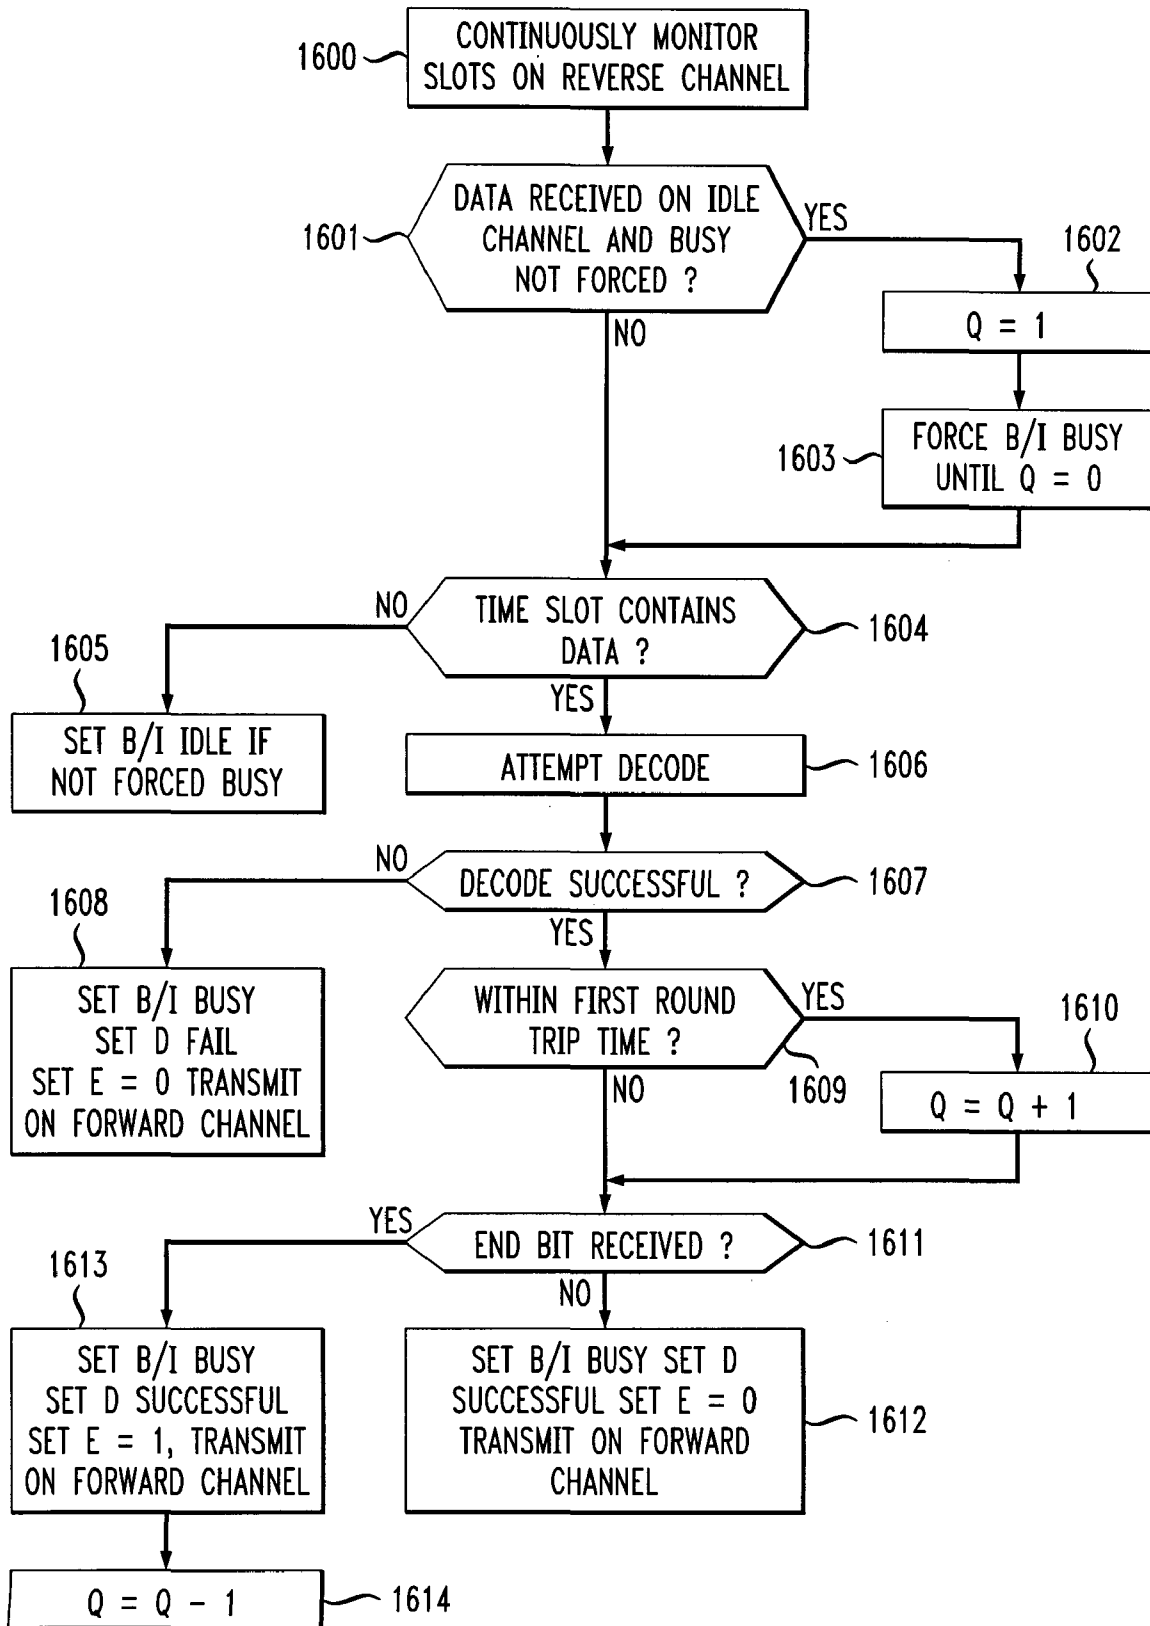 1600
CONTINUOUSLY MONITOR
SLOTS ON REVERSE CHANNEL
1601
DATA RECEIVED ON IDLE
CHANNEL AND BUSY
NOT FORCED ?
YES
NO
1602
Q = 1
1603
FORCE B/I BUSY
UNTIL Q = 0
NO
TIME SLOT CONTAINS
DATA ?
1604
YES
1605
SET B/I IDLE IF
NOT FORCED BUSY
ATTEMPT DECODE
1606
NO
DECODE SUCCESSFUL ?
1607
YES
1608
SET B/I BUSY
SET D FAIL
SET E = 0 TRANSMIT
ON FORWARD CHANNEL
WITHIN FIRST ROUND
TRIP TIME ?
YES
1609
NO
1610
Q = Q + 1
YES
END BIT RECEIVED ?
1611
NO
1613
SET B/I BUSY
SET D SUCCESSFUL
SET E = 1, TRANSMIT
ON FORWARD CHANNEL
SET B/I BUSY SET D
SUCCESSFUL SET E = 0
TRANSMIT ON FORWARD
CHANNEL
1612
Q = Q - 1
1614